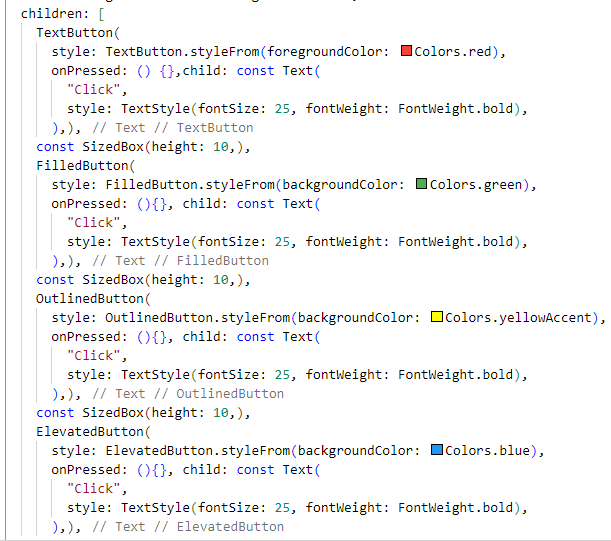 children: [
TextButton(
style: TextButton.styleFrom(foregroundColor: Colors.red),
onPressed: () {},child: const Text(
"Click",
style: TextStyle(fontSize: 25, fontWeight: FontWeight.bold),
),), // Text // TextButton
const SizedBox(height: 10,),
FilledButton(
style: FilledButton.styleFrom(backgroundColor: Colors.green),
onPressed: (){}, child: const Text(
"Click",
style: TextStyle(fontSize: 25, fontWeight: FontWeight.bold),
),), // Text // FilledButton
const SizedBox(height: 10,),
OutlinedButton(
style: OutlinedButton.styleFrom(backgroundColor: Colors.yellowAccent),
onPressed: (){}, child: const Text(
"Click",
style: TextStyle(fontSize: 25, fontWeight: FontWeight.bold),
),), // Text // OutlinedButton
const SizedBox(height: 10,),
ElevatedButton(
style: ElevatedButton.styleFrom(backgroundColor: Colors.blue),
onPressed: (){}, child: const Text(
"Click",
style: TextStyle(fontSize: 25, fontWeight: FontWeight.bold),
),), // Text // ElevatedButton